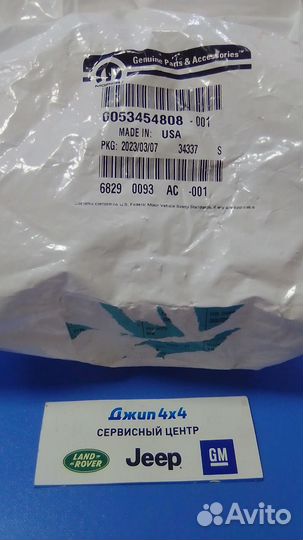 Genuine Parts & Accessories
6053454808 -001
MADE IN: USA
PKG: 2023/03/07 34337 S
6829 0093 AC -001
Джип 4x4
СЕРВИСНЫЙ ЦЕНТР
LAND ROVER
Jeep
GM
Avito